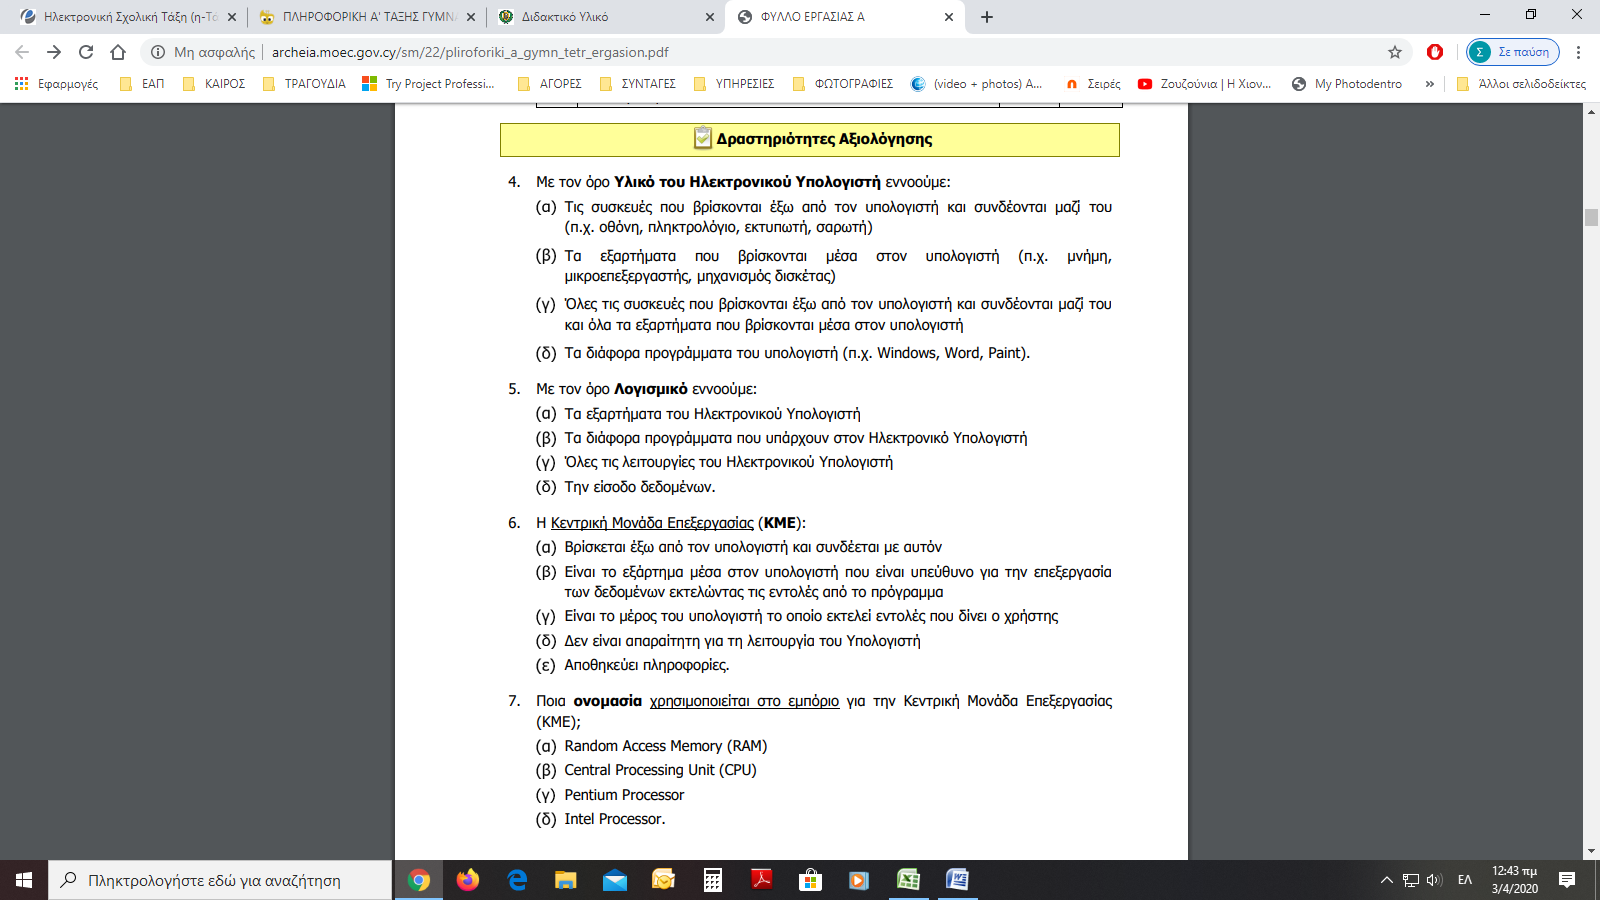 Ηλεκτρονική Σχολική Τάξη (η-Τά
ΠΛΗΡΟΦΟΡΙΚΗ Α' ΤΑΞΗΣ ΓΥΜΝΑ
Διδακτικό Υλικό
ΦΥΛΛΟ ΕΡΓΑΣΙΑΣ Α
Μη ασφαλής | archeia.moec.gov.cy/sm/22/pliroforiki_a_gymn_tetr_ergasion.pdf
Σ Σε παύση
Εφαρμογές ΕΑΠ ΚΑΙΡΟΣ ΤΡΑΓΟΥΔΙΑ Try Project Professi... ΑΓΟΡΕΣ ΣΥΝΤΑΓΕΣ ΥΠΗΡΕΣΙΕΣ ΦΩΤΟΓΡΑΦΙΕΣ (video + photos) A... Σειρές Ζουζούνια | Η Χιον... My Photodentro » Άλλοι σελιδοδείκτες
Δραστηριότητες Αξιολόγησης
4. Με τον όρο Υλικό του Ηλεκτρονικού Υπολογιστή εννοούμε:
(α) Τις συσκευές που βρίσκονται έξω από τον υπολογιστή και συνδέονται μαζί του
(π.χ. οθόνη, πληκτρολόγιο, εκτυπωτή, σαρωτή)
(β) Τα εξαρτήματα που βρίσκονται μέσα στον υπολογιστή (π.χ. μνήμη,
μικροεπεξεργαστής, μηχανισμός δισκέτας)
(γ) Όλες τις συσκευές που βρίσκονται έξω από τον υπολογιστή και συνδέονται μαζί του
και όλα τα εξαρτήματα που βρίσκονται μέσα στον υπολογιστή
(δ) Τα διάφορα προγράμματα του υπολογιστή (π.χ. Windows, Word, Paint).
5. Με τον όρο Λογισμικό εννοούμε:
(α) Τα εξαρτήματα του Ηλεκτρονικού Υπολογιστή
(β) Τα διάφορα προγράμματα που υπάρχουν στον Ηλεκτρονικό Υπολογιστή
(γ) Όλες τις λειτουργίες του Ηλεκτρονικού Υπολογιστή
(δ) Την είσοδο δεδομένων.
6. Η Κεντρική Μονάδα Επεξεργασίας (ΚΜΕ):
(α) Βρίσκεται έξω από τον υπολογιστή και συνδέεται με αυτόν
(β) Είναι το εξάρτημα μέσα στον υπολογιστή που είναι υπεύθυνο για την επεξεργασία
των δεδομένων εκτελώντας τις εντολές από το πρόγραμμα
(γ) Είναι το μέρος του υπολογιστή το οποίο εκτελεί εντολές που δίνει ο χρήστης
(δ) Δεν είναι απαραίτητη για τη λειτουργία του Υπολογιστή
(ε) Αποθηκεύει πληροφορίες.
7. Ποια ονομασία χρησιμοποιείται στο εμπόριο για την Κεντρική Μονάδα Επεξεργασίας
(ΚΜΕ);
(α) Random Access Memory (RAM)
(β) Central Processing Unit (CPU)
(γ) Pentium Processor
(δ) Intel Processor.
Πληκτρολογήστε εδώ για αναζήτηση
ΕΛ
12:43 πμ
3/4/2020